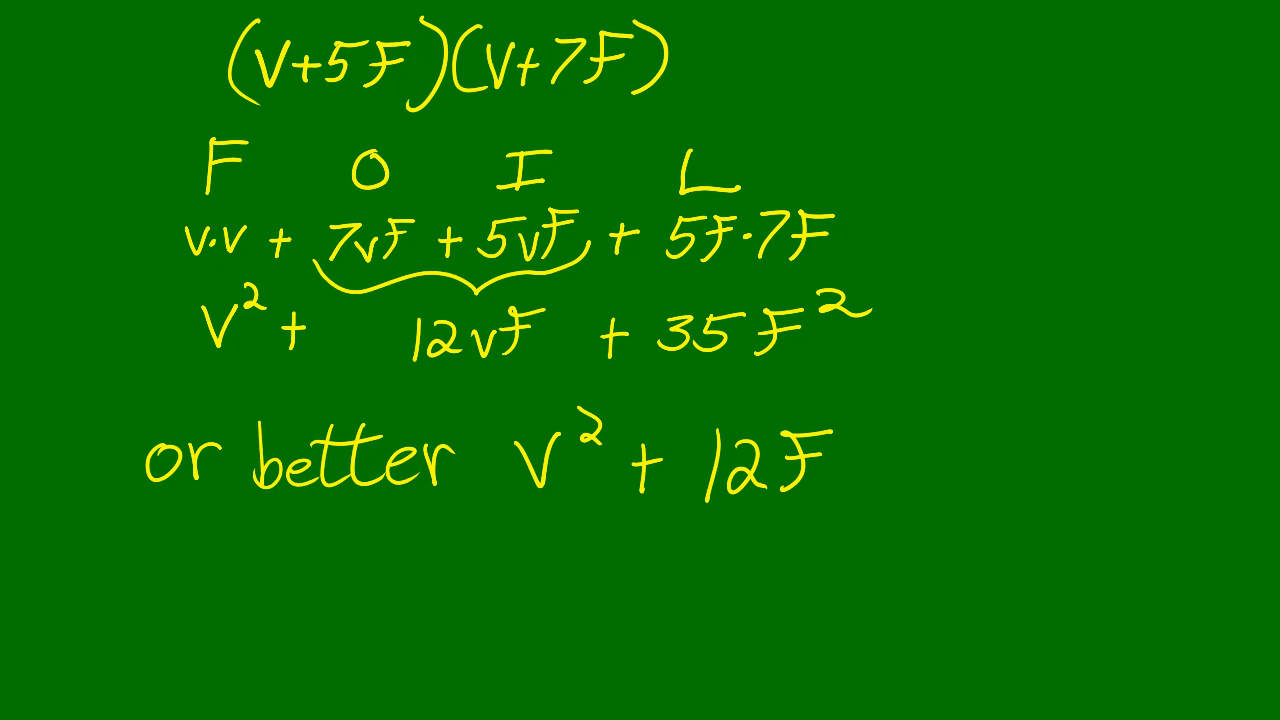 (v+5F)(v+7F)
F O I L
v·v + 7vF + 5vF + 5F·7F
v² + 12vF + 35F²
or better v² + 12F